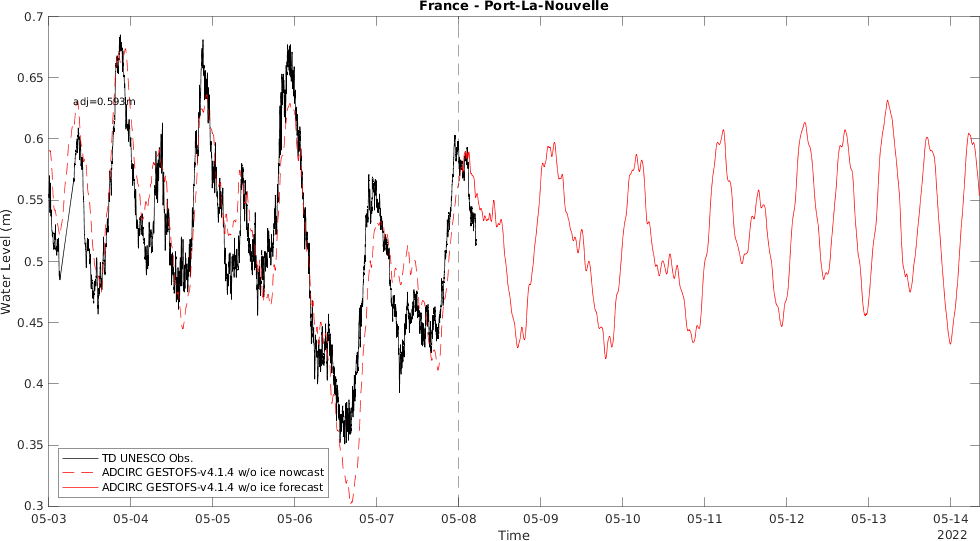 France - Port-La-Nouvelle
0.7
0.65
0.6
0.55
0.5
0.45
0.4
0.35
0.3
Water Level (m)
adj=0.593m
TD UNESCO Obs.
ADCIRC GESTOFS-v4.1.4 w/o ice nowcast
ADCIRC GESTOFS-v4.1.4 w/o ice forecast
05-03 05-04 05-05 05-06 05-07 05-08 05-09 05-10 05-11 05-12 05-13 05-14
Time
2022